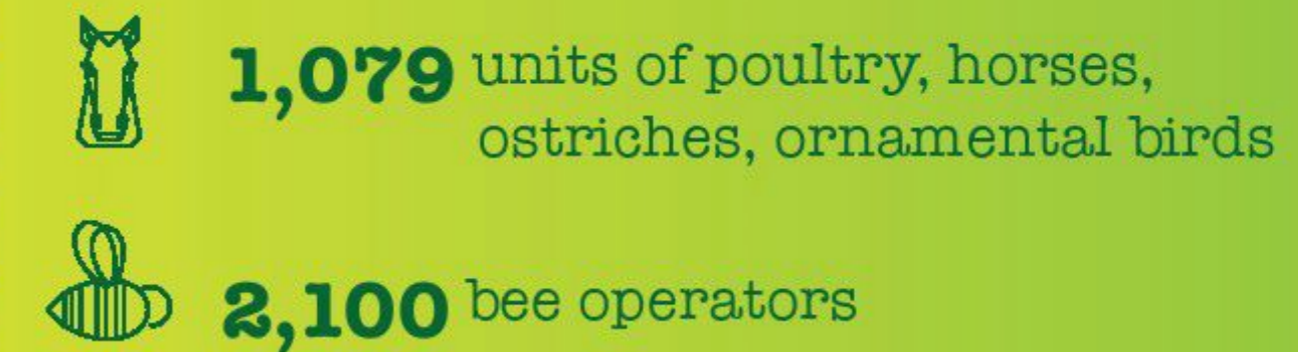 1,079 units of poultry, horses,
ostriches, ornamental birds
2,100 bee operators